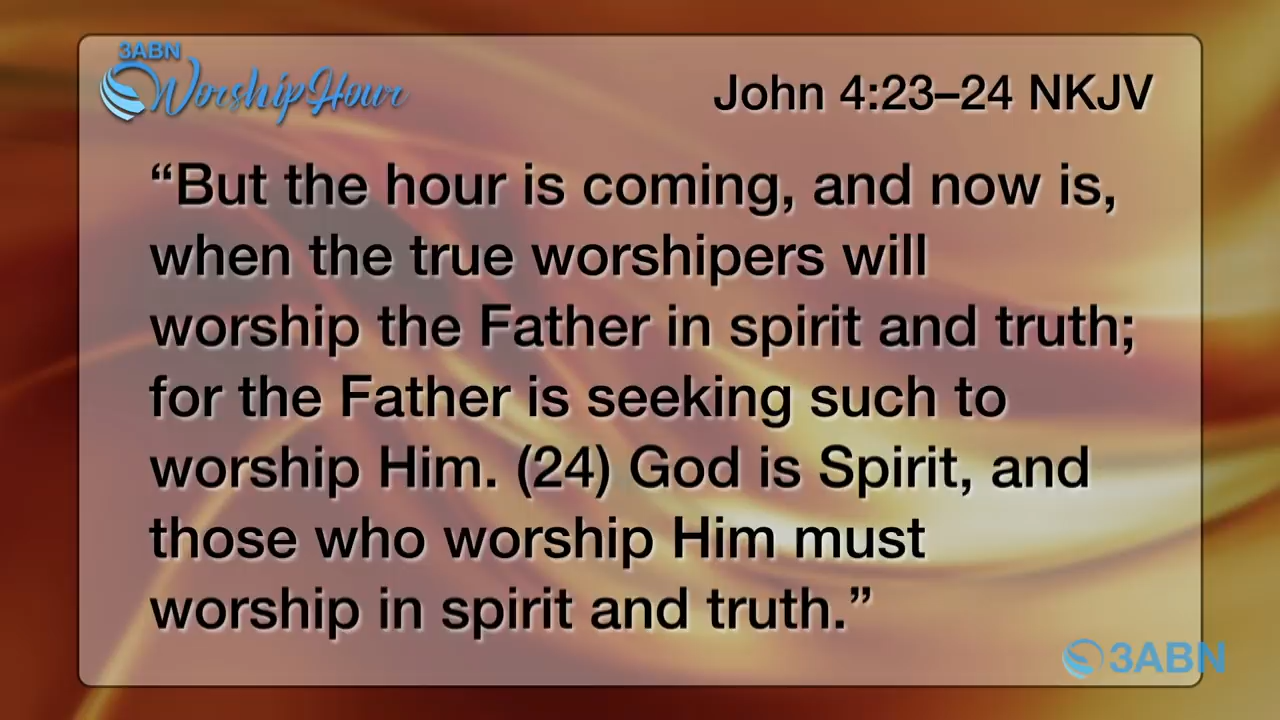 3ABN
Worship Hour
John 4:23–24 NKJV
“But the hour is coming, and now is,
when the true worshipers will
worship the Father in spirit and truth;
for the Father is seeking such to
worship Him. (24) God is Spirit, and
those who worship Him must
worship in spirit and truth.”
3ABN